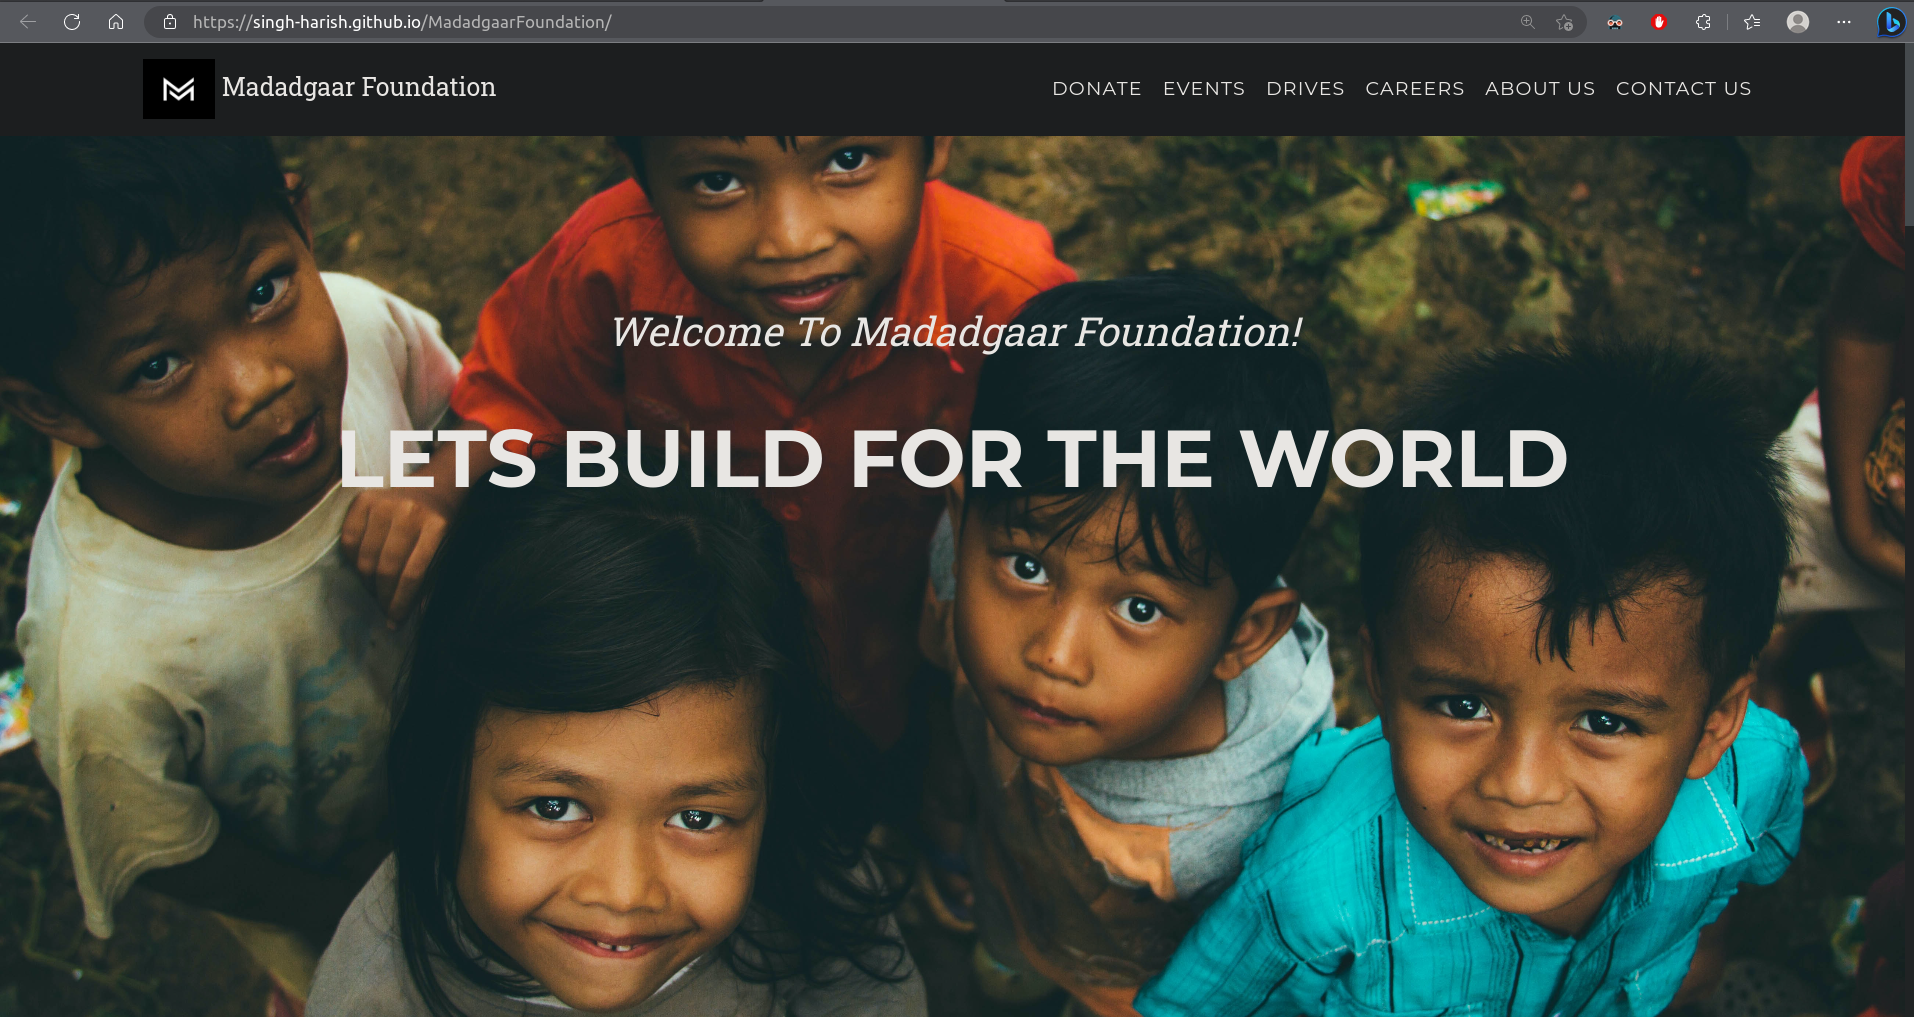 https://singh-harish.github.io/MadadgaarFoundation/
Madadgaar Foundation
DONATE EVENTS DRIVES CAREERS ABOUT US CONTACT US
Welcome To Madadgaar Foundation!
LETS BUILD FOR THE WORLD